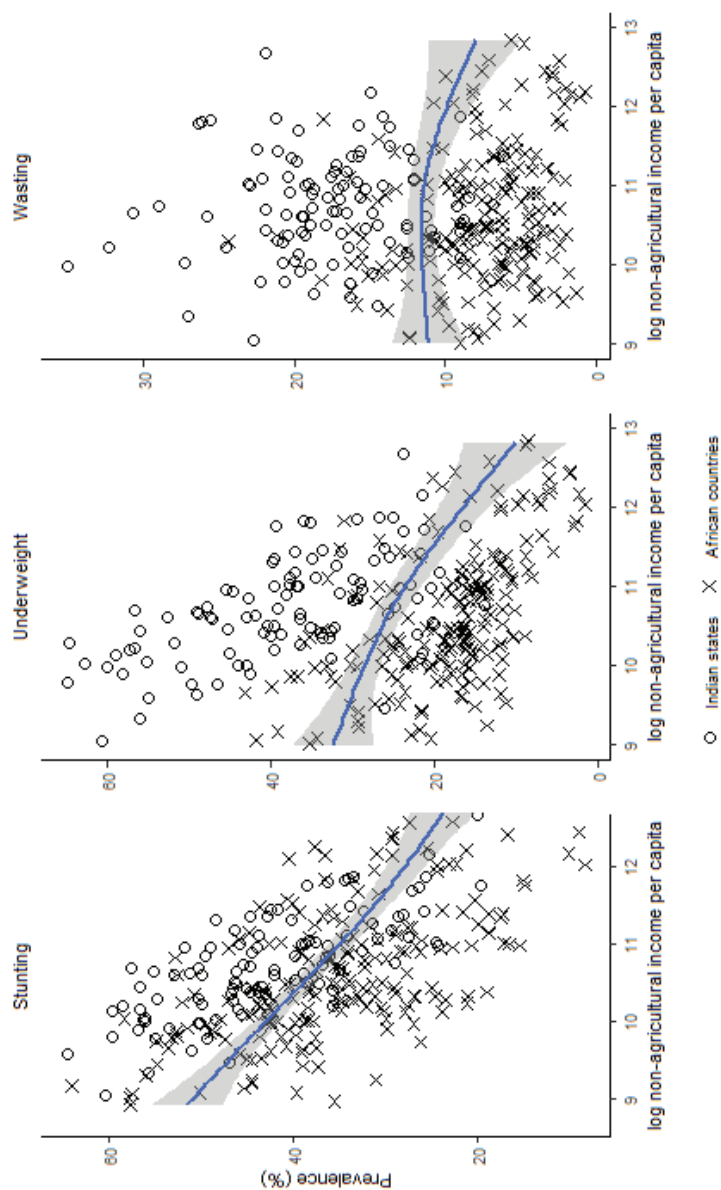 Stunting
Underweight
Wasting
Prevalence (%)
60
40
20
9 10 11 12
log non-agricultural income per capita
60
40
20
0
9 10 11 12 13
log non-agricultural income per capita
30
20
10
0
9 10 11 12 13
log non-agricultural income per capita
Indian states
African countries